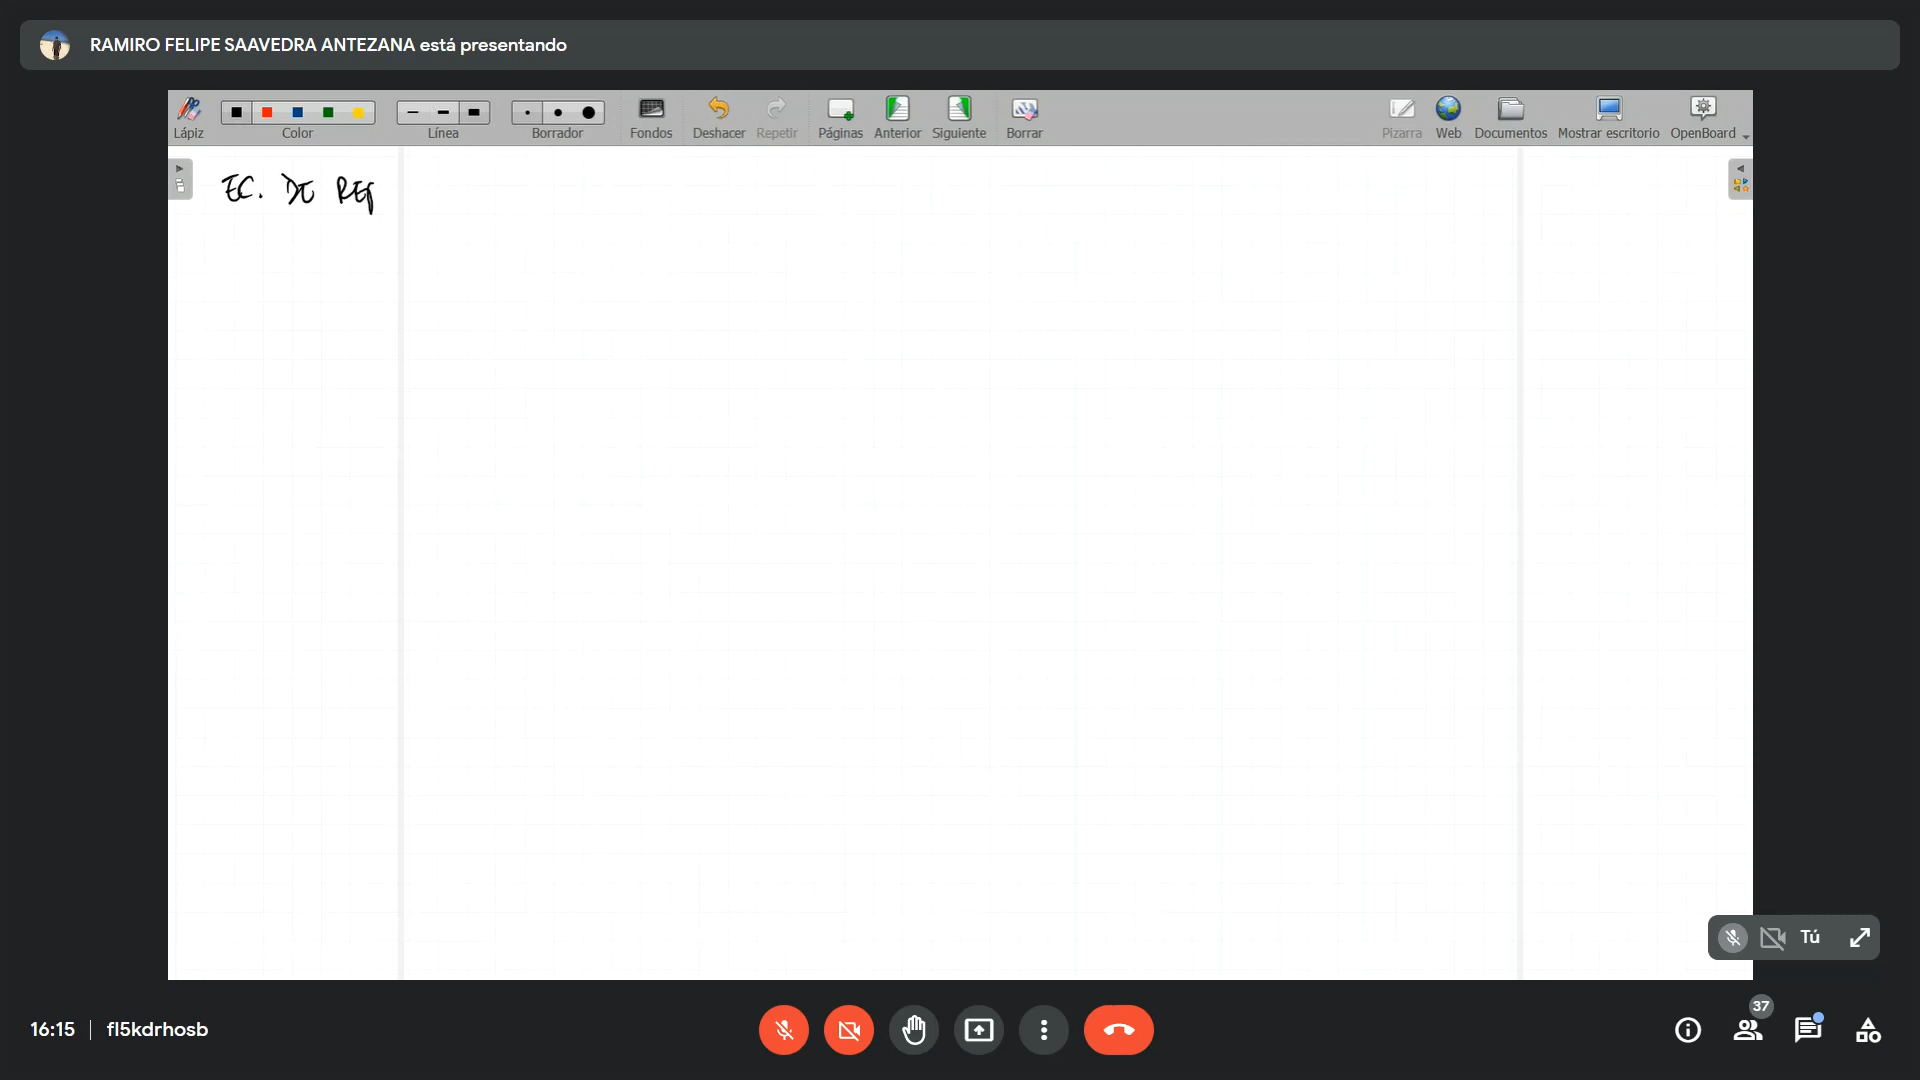 RAMIRO FELIPE SAAVEDRA ANTEZANA está presentando
Lápiz Color Línea Borrador Fondos Deshacer Repetir Páginas Anterior Siguiente Borrar Pizarra Web Documentos Mostrar escritorio OpenBoard
EC. DE REF
Tú
37
16:15 fl5kdrhosb